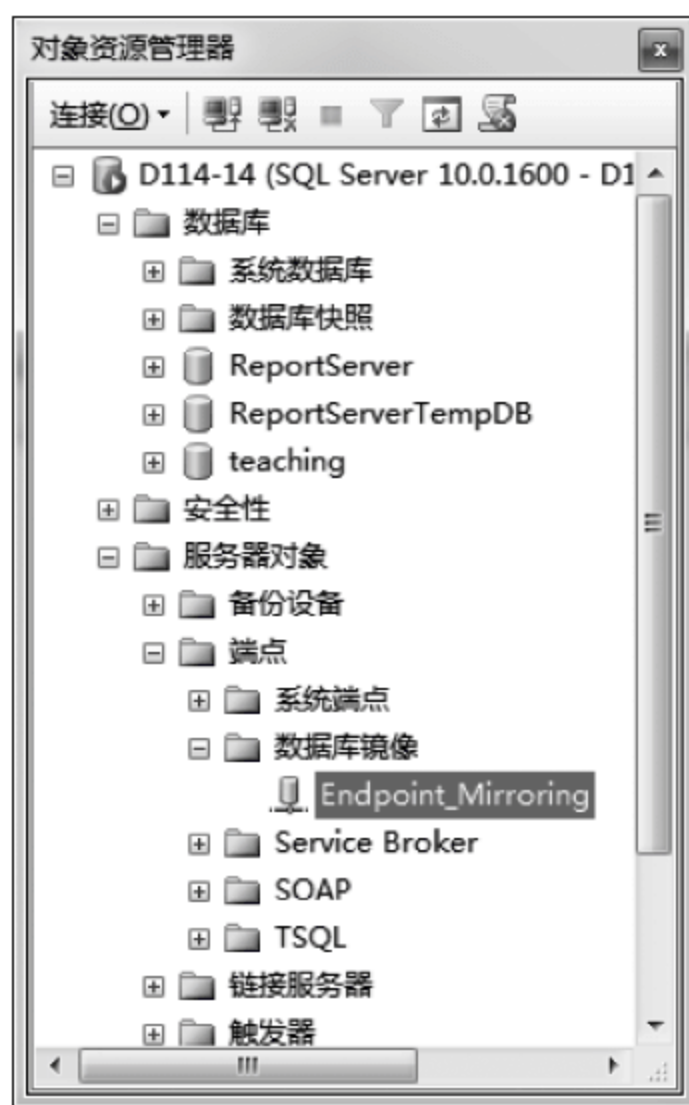 对象资源管理器
连接(O)
D114-14 (SQL Server 10.0.1600 - D1
数据库
系统数据库
数据库快照
ReportServer
ReportServerTempDB
teaching
安全性
服务器对象
备份设备
端点
系统端点
数据库镜像
Endpoint_Mirroring
Service Broker
SOAP
TSQL
链接服务器
触发器